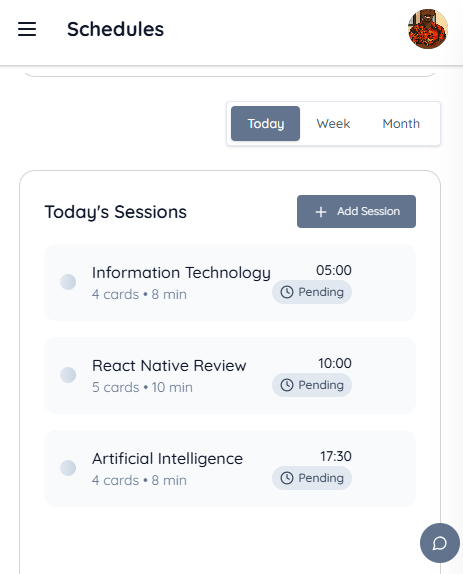 Schedules
Today Week Month
Today's Sessions
+ Add Session
Information Technology 05:00
4 cards • 8 min Pending
React Native Review 10:00
5 cards • 10 min Pending
Artificial Intelligence 17:30
4 cards • 8 min Pending